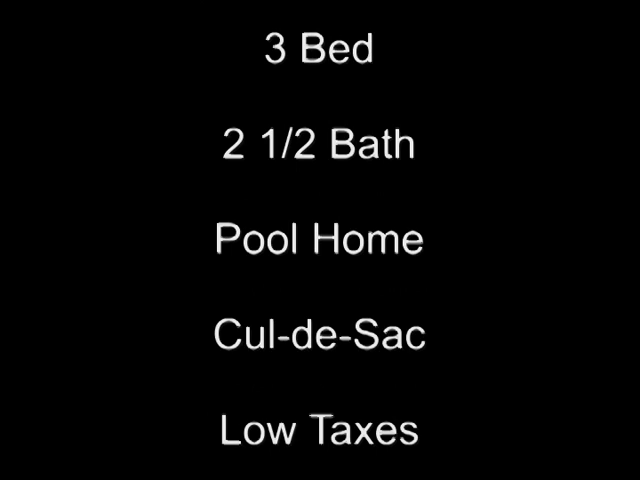 3 Bed
2 1/2 Bath
Pool Home
Cul-de-Sac
Low Taxes